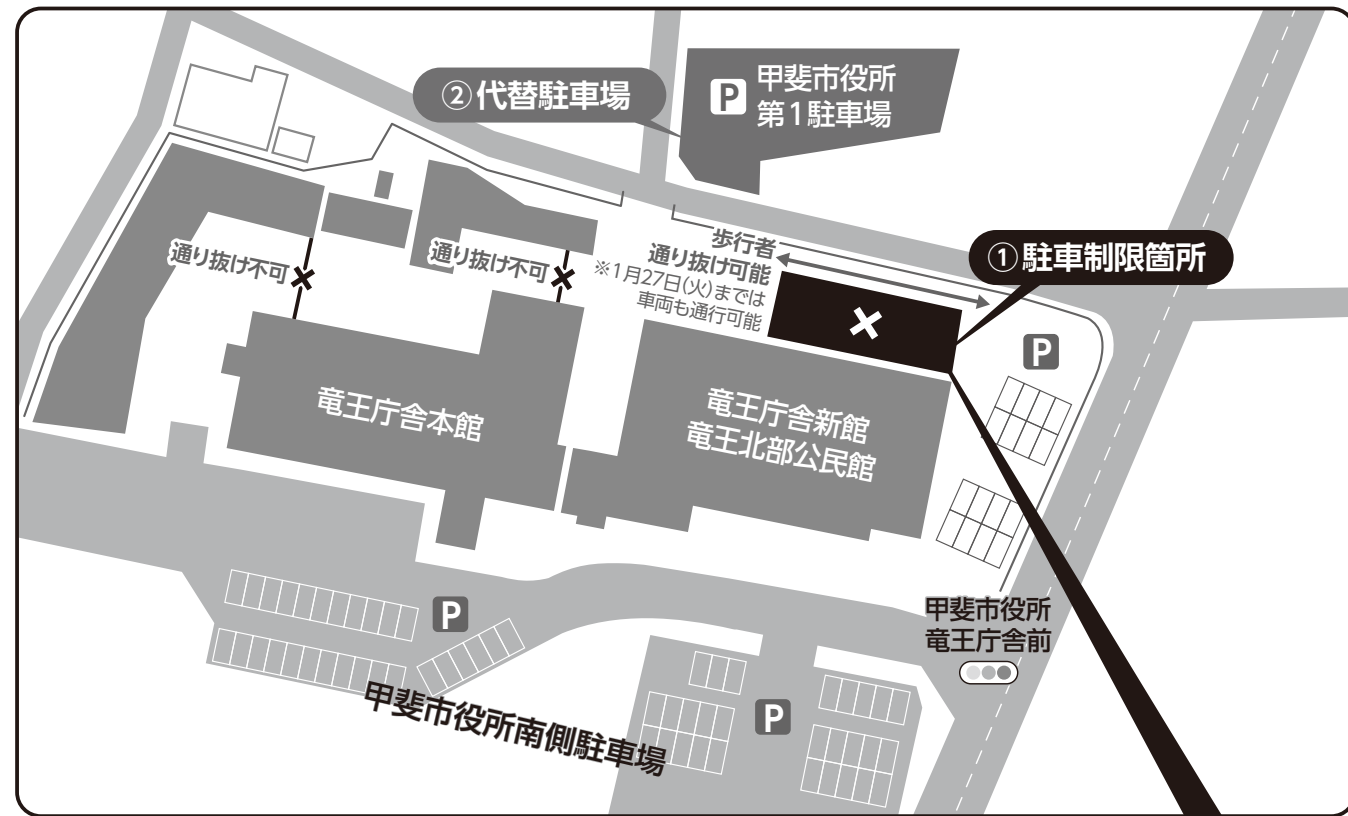 ②代替駐車場
P
甲斐市役所
第1駐車場
歩行者
通り抜け可能
※1月27日(火)までは
車両も通行可能
①駐車制限箇所
通り抜け不可
通り抜け不可
P
竜王庁舎本館
竜王庁舎新館
竜王北部公民館
P
甲斐市役所
竜王庁舎前
甲斐市役所南側駐車場
P